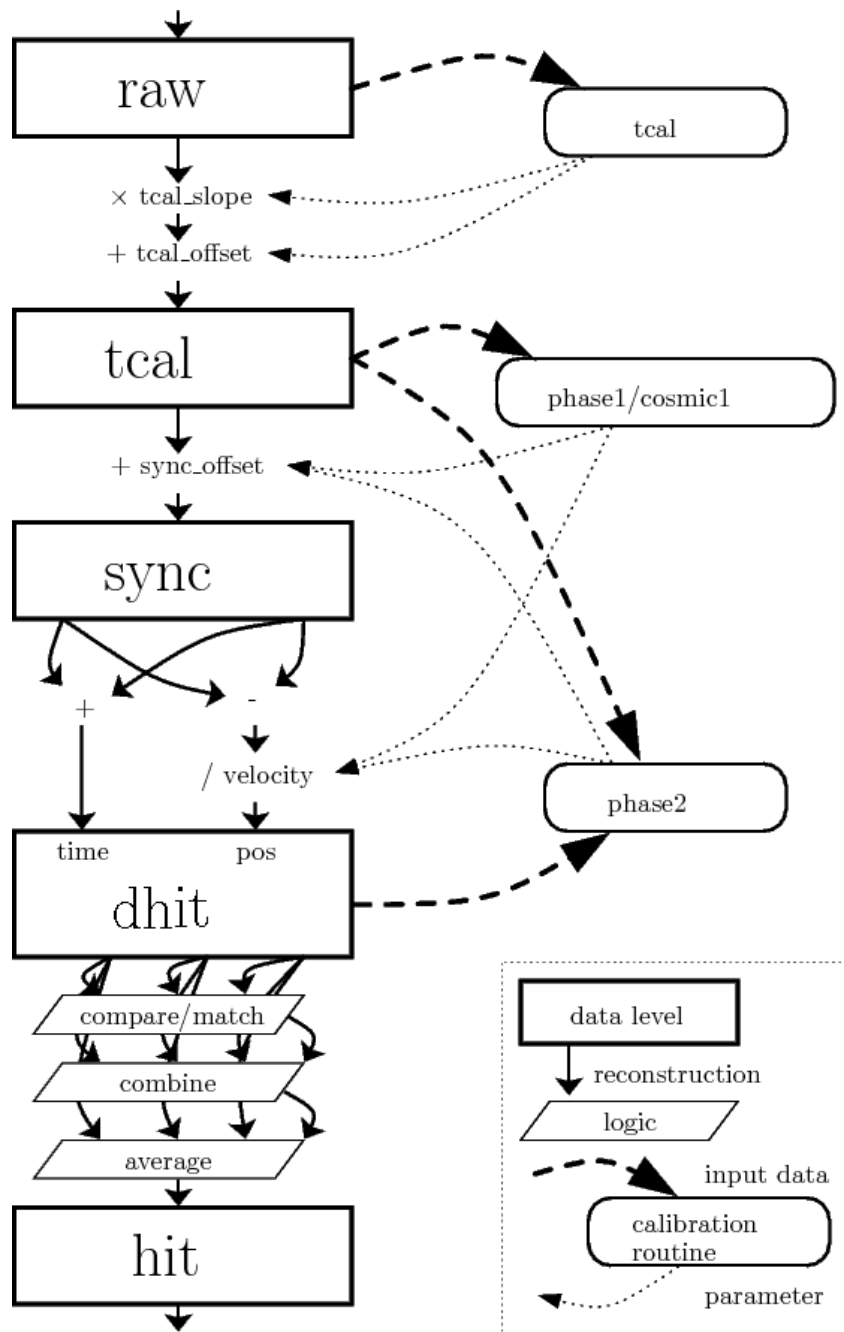 raw
tcal
× tcal_slope
+ tcal_offset
tcal
phase1/cosmic1
+ sync_offset
sync
+
-
/ velocity
phase2
time pos
dhit
compare/match
combine
average
hit
data level
reconstruction
logic
input data
calibration
routine
parameter